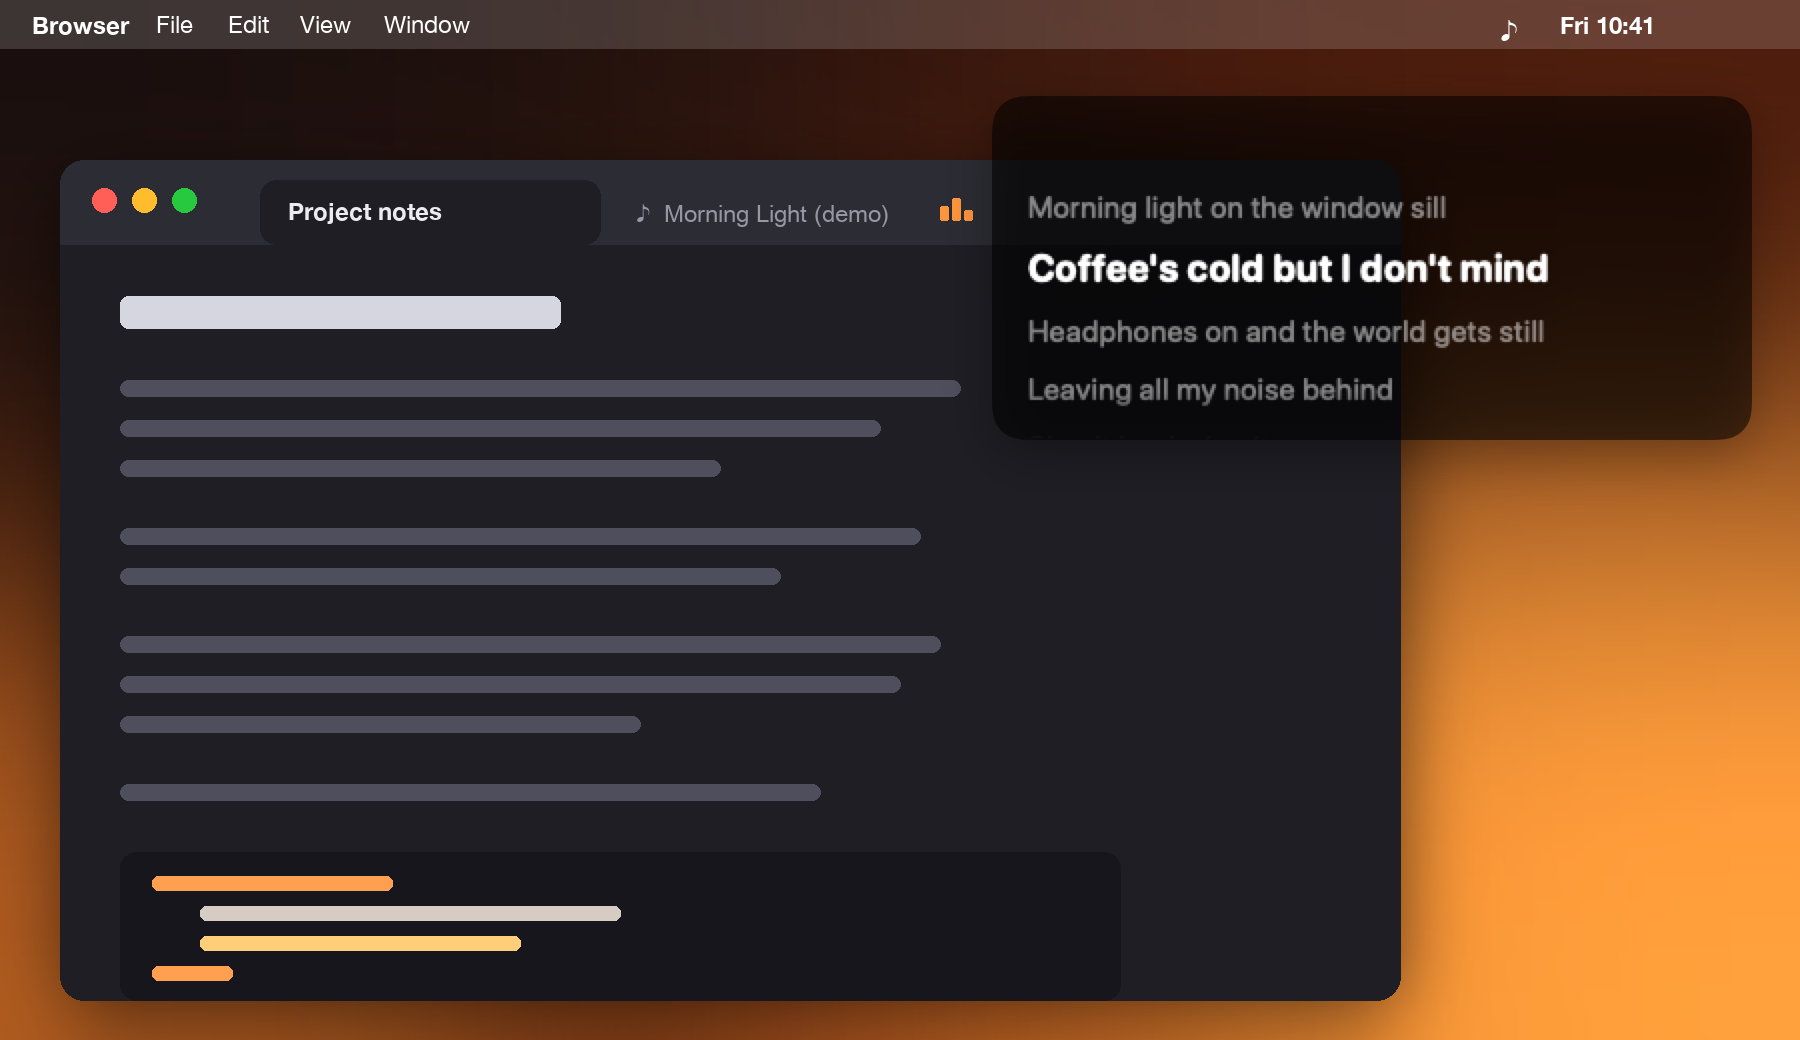 Browser File Edit View Window ♪ Fri 10:41
Project notes ♪ Morning Light (demo)
Morning light on the window sill
Coffee's cold but I don't mind
Headphones on and the world gets still
Leaving all my noise behind